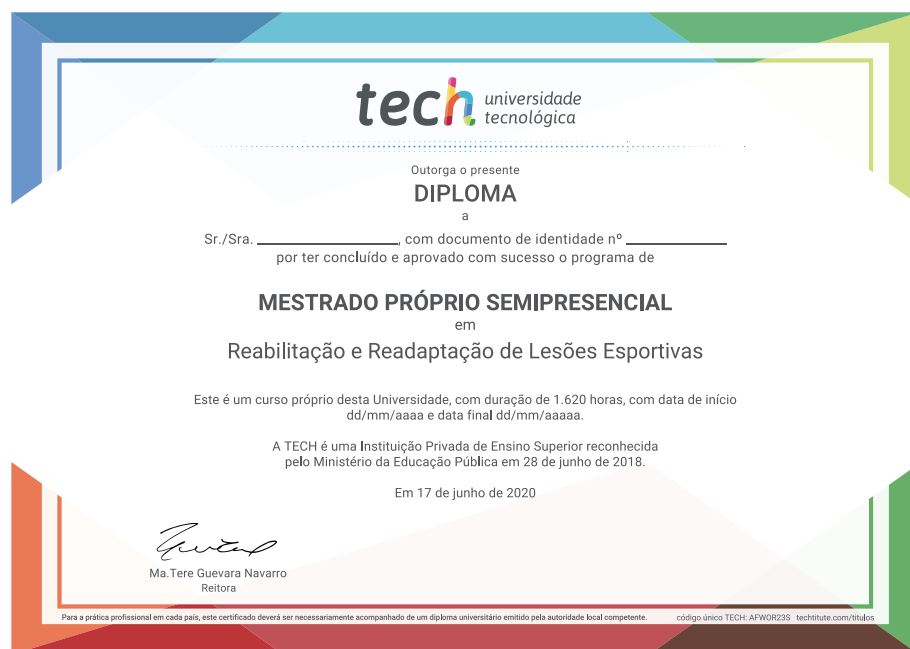 tech universidade
tecnológica
Outorga o presente
DIPLOMA
a
Sr./Sra. ____________, com documento de identidade nº ____________
por ter concluído e aprovado com sucesso o programa de
MESTRADO PRÓPRIO SEMIPRESENCIAL
em
Reabilitação e Readaptação de Lesões Esportivas
Este é um curso próprio desta Universidade, com duração de 1.620 horas, com data de início
dd/mm/aaaa e data final dd/mm/aaaaa.
A TECH é uma Instituição Privada de Ensino Superior reconhecida
pelo Ministério da Educação Pública em 28 de junho de 2018.
Em 17 de junho de 2020
Ma.Tere Guevara Navarro
Reitora
Para a prática profissional em cada país, este certificado deverá ser necessariamente acompanhado de um diploma universitário emitido pela autoridade local competente. código único TECH: AFWOR23S techtitute.com/titulos